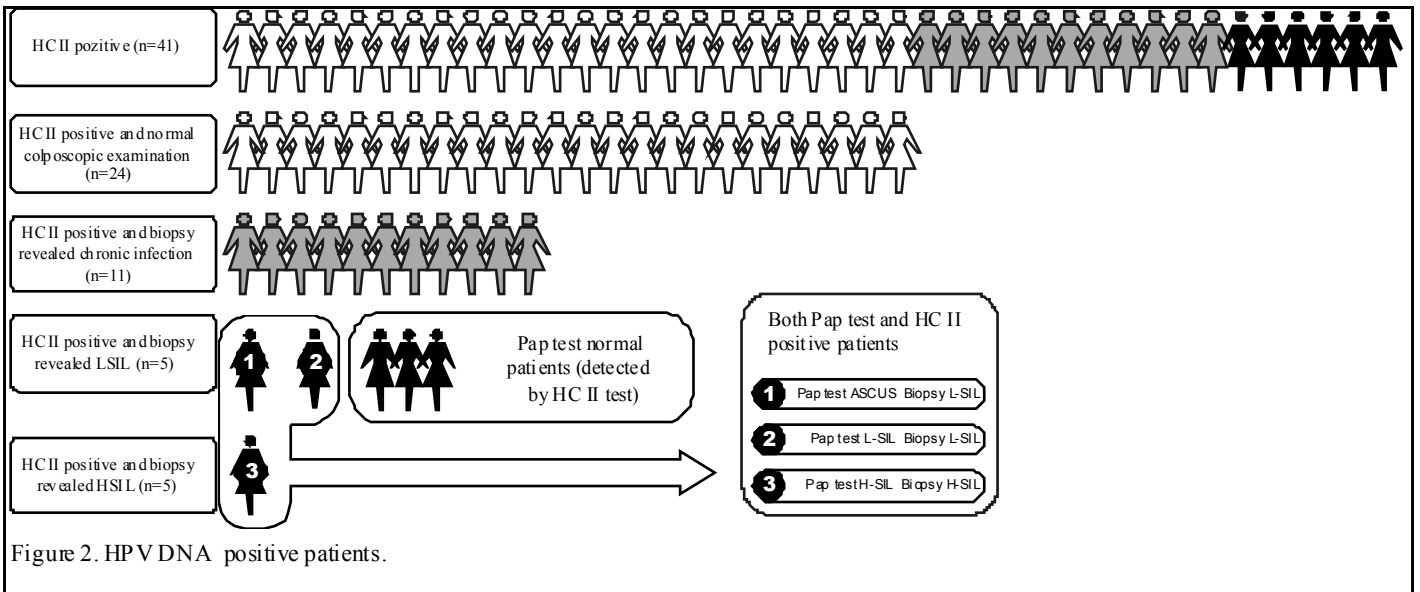 HC II pozitive (n=41)
HC II positive and normal
colposcopic examination
(n=24)
HC II positive and biopsy
revealed chronic infection
(n=11)
HC II positive and biopsy
revealed LSIL (n=5)
1
2
Pap test normal
patients (detected
by HC II test)
HC II positive and biopsy
revealed HSIL (n=5)
3
Both Pap test and HC II
positive patients
1 Pap test ASCUS Biopsy L-SIL
2 Pap test L-SIL Biopsy L-SIL
3 Pap test H-SIL Biopsy H-SIL
Figure 2. HPV DNA positive patients.